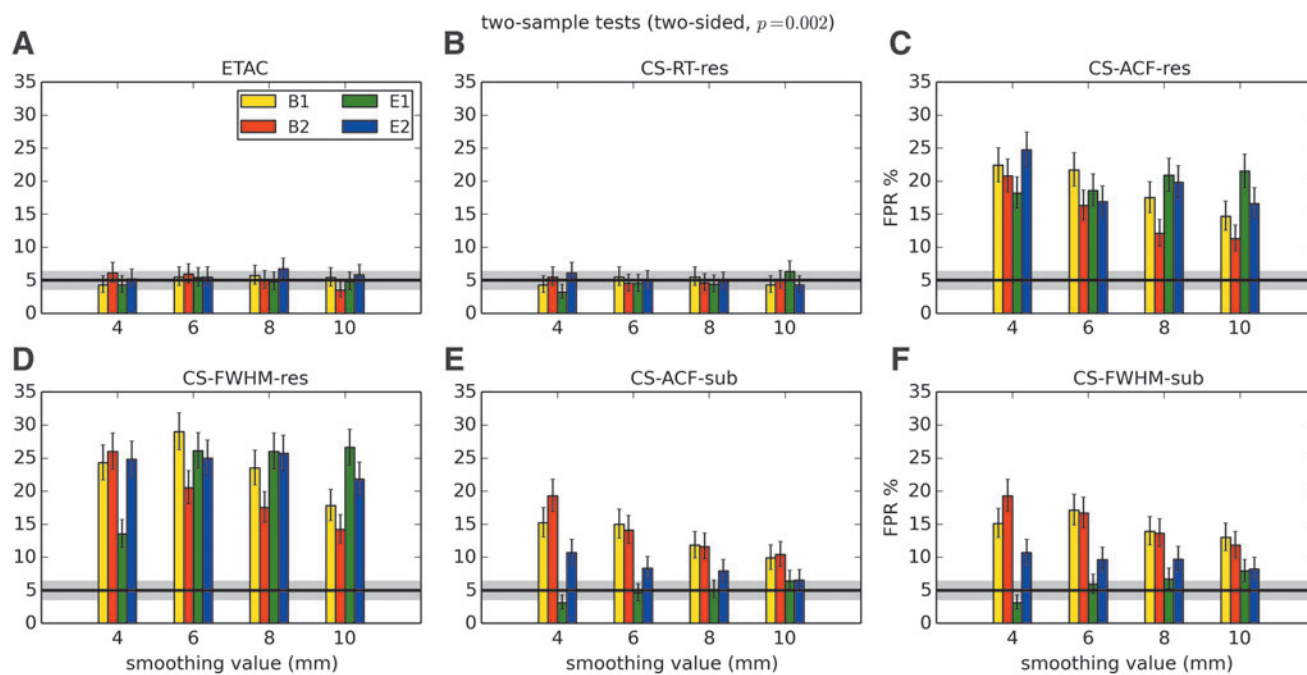 two-sample tests (two-sided, p=0.002)
A
ETAC
35
30
25
20
15
10
5
0
B1
E1
B2
E2
4 6 8 10
B
CS-RT-res
35
30
25
20
15
10
5
0
4 6 8 10
C
CS-ACF-res
FPR %
35
30
25
20
15
10
5
0
4 6 8 10
D
CS-FWHM-res
35
30
25
20
15
10
5
0
4 6 8 10
smoothing value (mm)
E
CS-ACF-sub
35
30
25
20
15
10
5
0
4 6 8 10
smoothing value (mm)
F
CS-FWHM-sub
FPR %
35
30
25
20
15
10
5
0
4 6 8 10
smoothing value (mm)